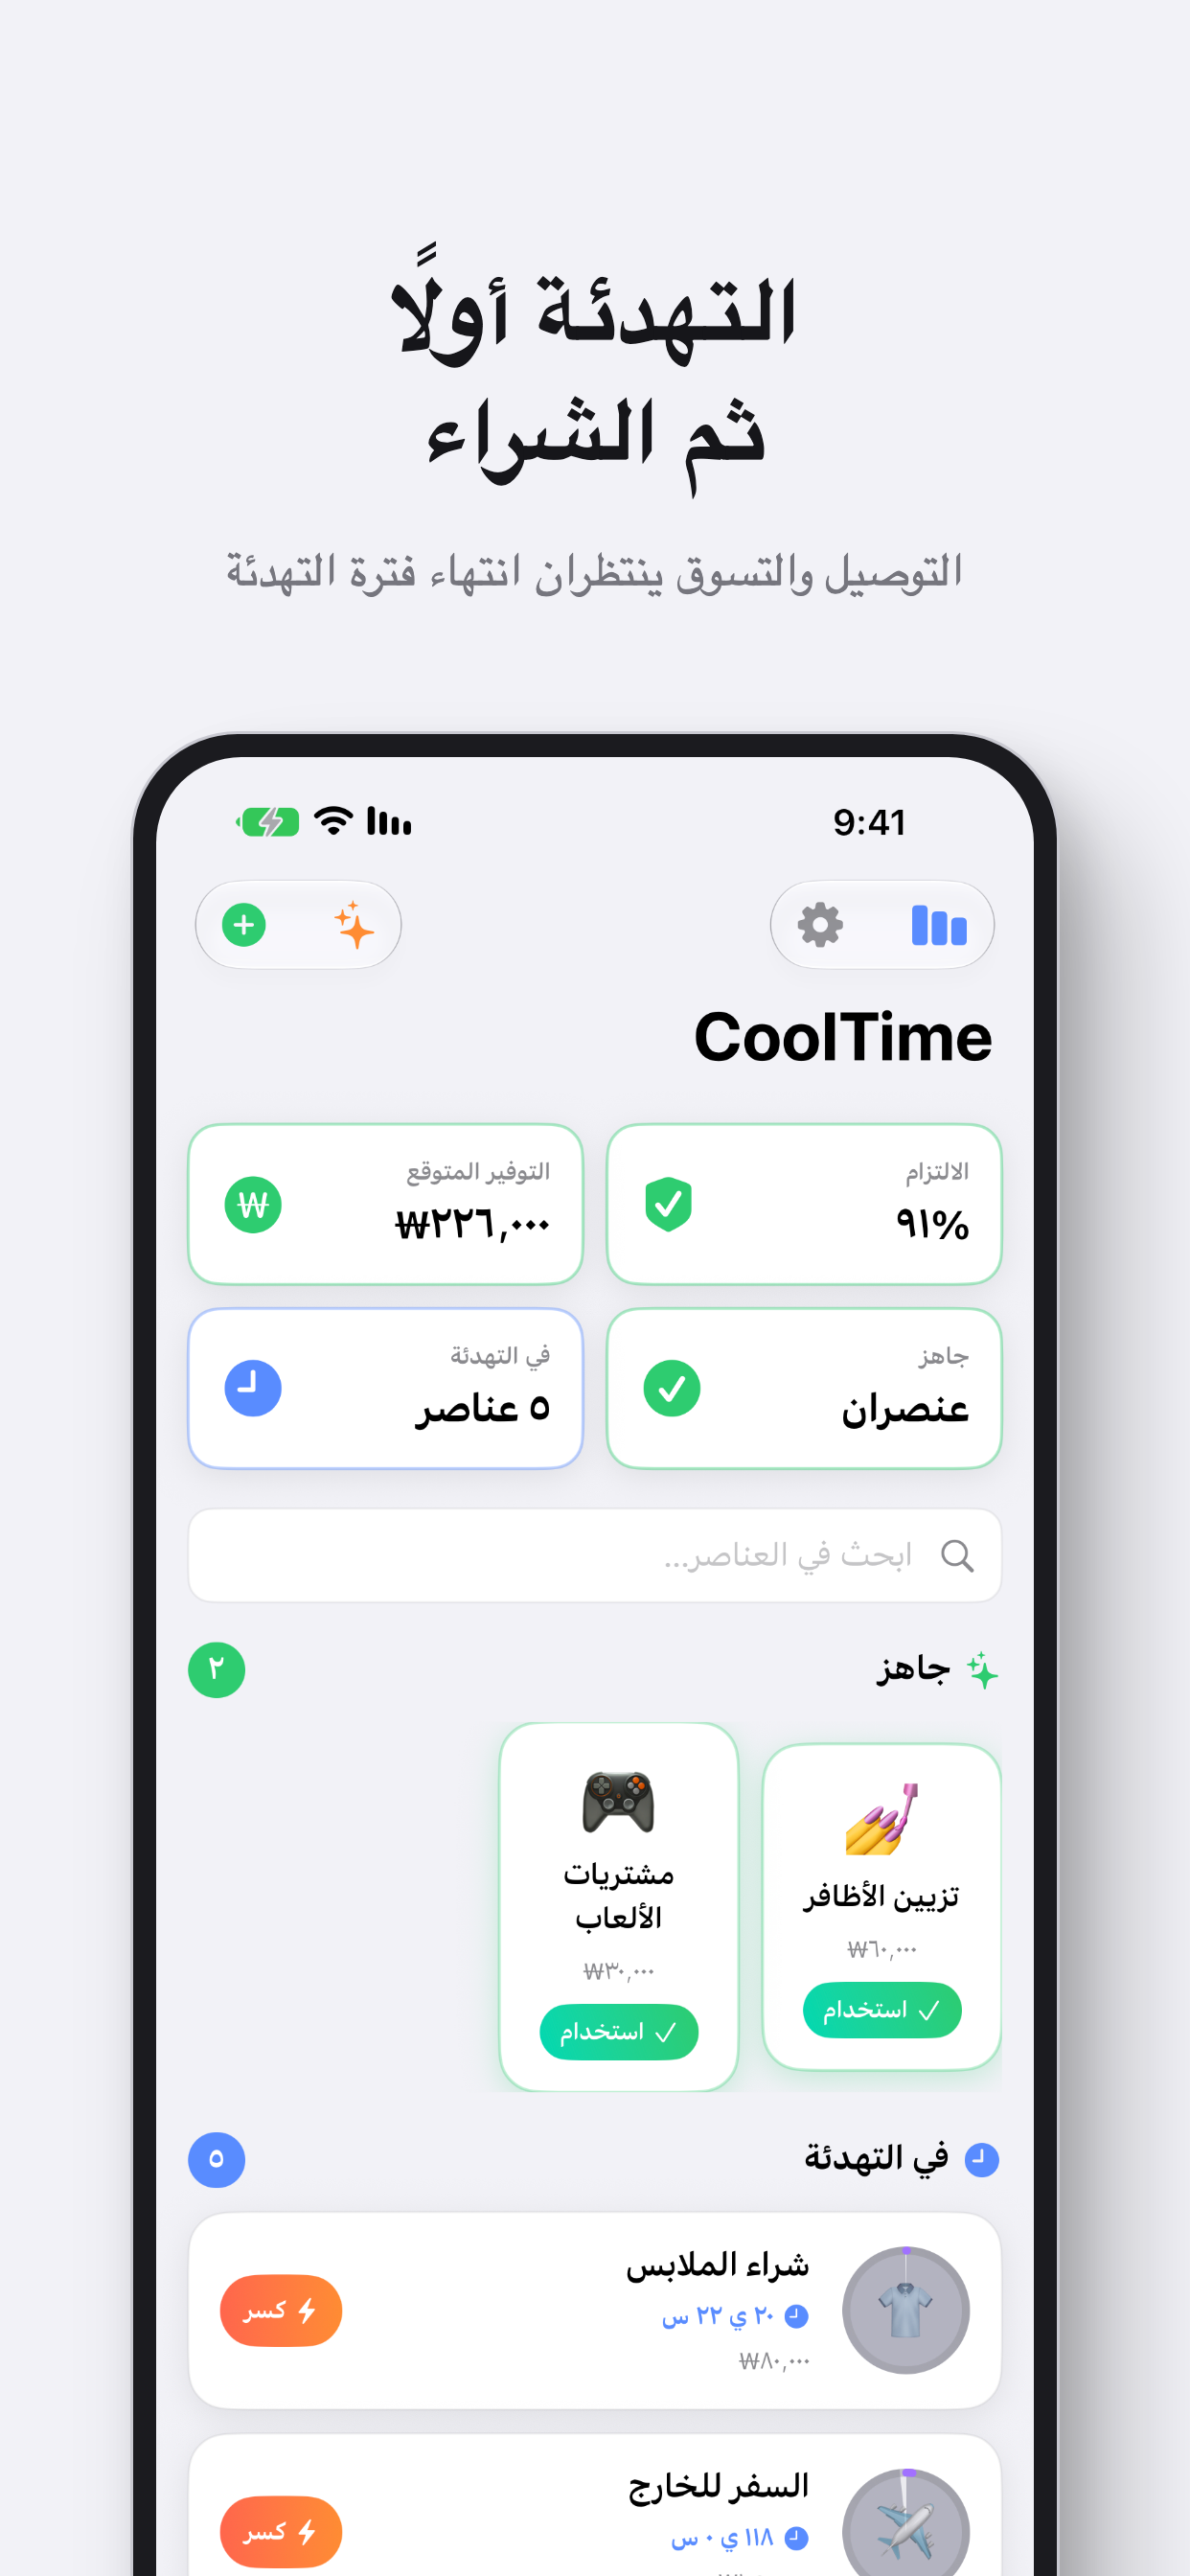 التهدئة أولًا
ثم الشراء
التوصيل والتسوق ينتظران انتهاء فترة التهدئة
9:41
CoolTime
الالتزام
٩١%
التوفير المتوقع
₩٢٢٦,٠٠٠
جاهز
عنصران
في التهدئة
٥ عناصر
ابحث في العناصر...
جاهز
٢
تزيين الأظافر
₩٦٠,٠٠٠
استخدام
مشتريات
الألعاب
₩٣٠,٠٠٠
استخدام
في التهدئة
٥
شراء الملابس
٢٠ ي ٢٢ س
₩٨٠,٠٠٠
كسر
السفر للخارج
١١٨ ي ٠ س
كسر